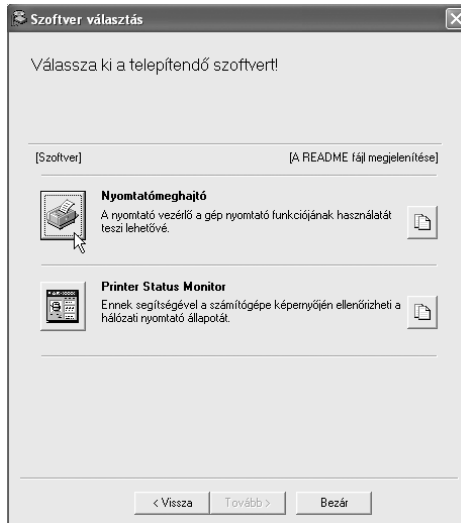 Szoftver választás
Válassza ki a telepítendő szoftvert!
[Szoftver] [A README fájl megjelenítése]
Nyomtatómeghajtó
A nyomtató vezérlő a gép nyomtató funkciójának használatát
teszi lehetővé.
Printer Status Monitor
Ennek segítségével a számítógépe képernyőjén ellenőrizheti a
hálózati nyomtató állapotát.
< Vissza Tovább > Bezár